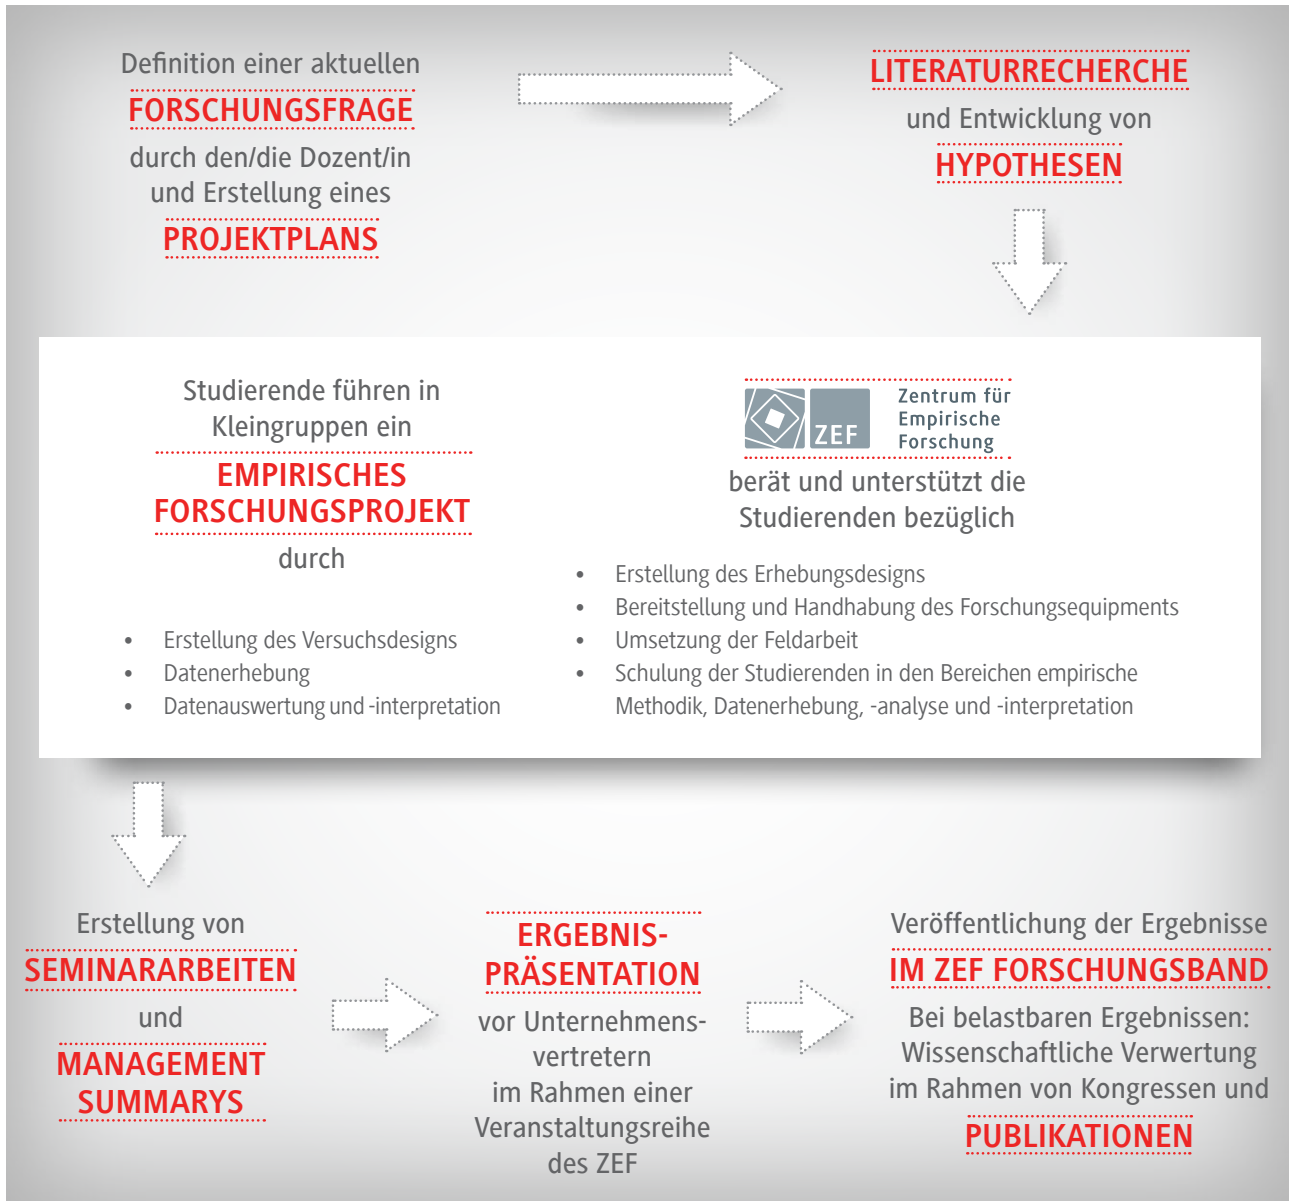 Definition einer aktuellen
FORSCHUNGSFRAGE
durch den/die Dozent/in
und Erstellung eines
PROJEKTPLANS
LITERATURRECHERCHE
und Entwicklung von
HYPOTHESEN
Studierende führen in
Kleingruppen ein
EMPIRISCHES
FORSCHUNGSPROJEKT
durch
• Erstellung des Versuchsdesigns
• Datenerhebung
• Datenauswertung und -interpretation
ZEF
Zentrum für
Empirische
Forschung
berät und unterstützt die
Studierenden bezüglich
• Erstellung des Erhebungsdesigns
• Bereitstellung und Handhabung des Forschungsequipments
• Umsetzung der Feldarbeit
• Schulung der Studierenden in den Bereichen empirische
Methodik, Datenerhebung, -analyse und -interpretation
Erstellung von
SEMINARARBEITEN
und
MANAGEMENT
SUMMARYS
ERGEBNIS-
PRÄSENTATION
vor Unternehmens-
vertretern
im Rahmen einer
Veranstaltungsreihe
des ZEF
Veröffentlichung der Ergebnisse
IM ZEF FORSCHUNGSBAND
Bei belastbaren Ergebnissen:
Wissenschaftliche Verwertung
im Rahmen von Kongressen und
PUBLIKATIONEN